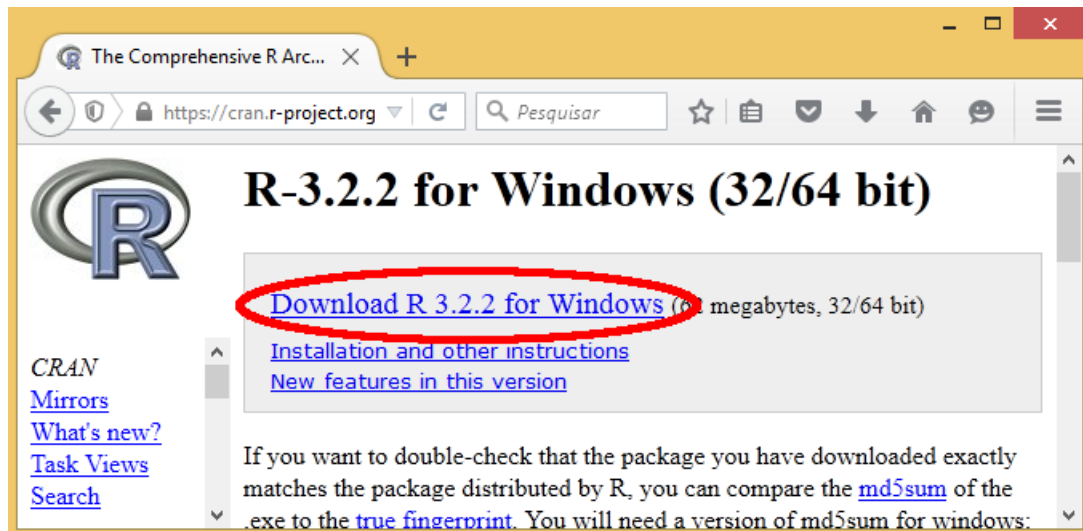 The Comprehensive R Arc...
https://cran.r-project.org
Pesquisar
R
R-3.2.2 for Windows (32/64 bit)
Download R 3.2.2 for Windows megabytes, 32/64 bit)
Installation and other instructions
New features in this version
CRAN
Mirrors
What's new?
Task Views
Search
If you want to double-check that the package you have downloaded exactly
matches the package distributed by R, you can compare the md5sum of the
.exe to the true fingerprint. You will need a version of md5sum for windows: